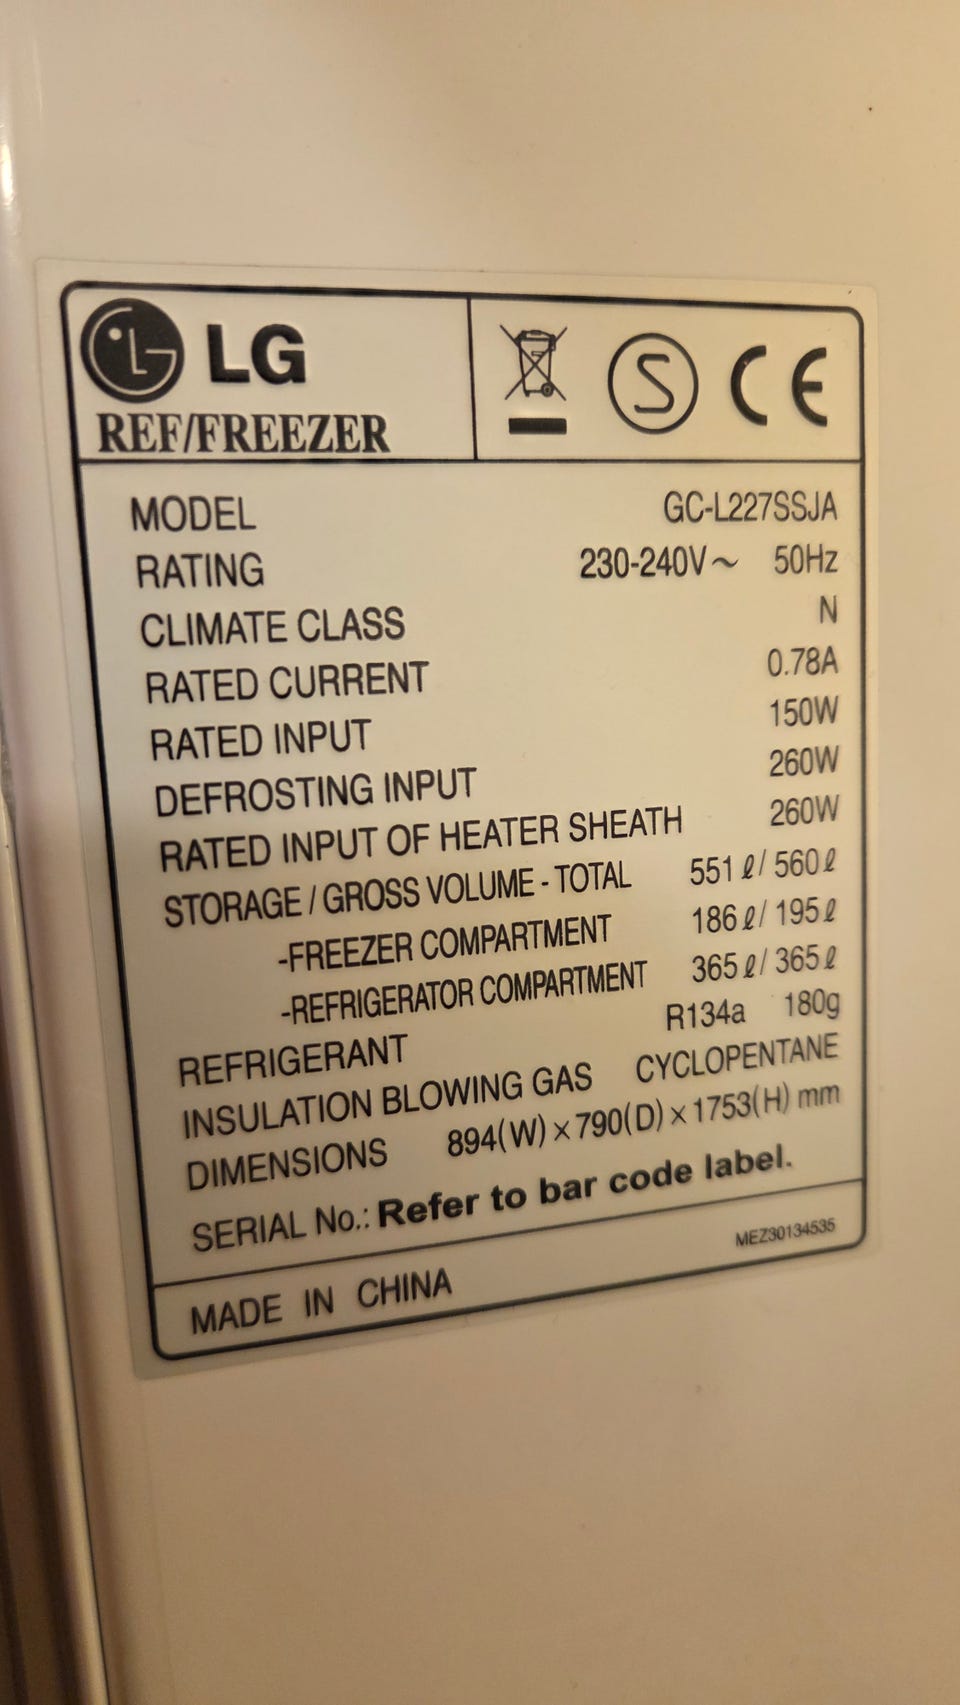 LG
REF/FREEZER
S CE
MODEL GC-L227SSJA
RATING 230-240V~ 50Hz
CLIMATE CLASS N
RATED CURRENT 0.78A
RATED INPUT 150W
DEFROSTING INPUT 260W
RATED INPUT OF HEATER SHEATH 260W
STORAGE / GROSS VOLUME - TOTAL 551ℓ/ 560ℓ
-FREEZER COMPARTMENT 186ℓ/ 195ℓ
-REFRIGERATOR COMPARTMENT 365ℓ/ 365ℓ
REFRIGERANT R134a 180g
INSULATION BLOWING GAS CYCLOPENTANE
DIMENSIONS 894(W)×790(D)×1753(H) mm
SERIAL No.: Refer to bar code label.
MEZ30134535
MADE IN CHINA